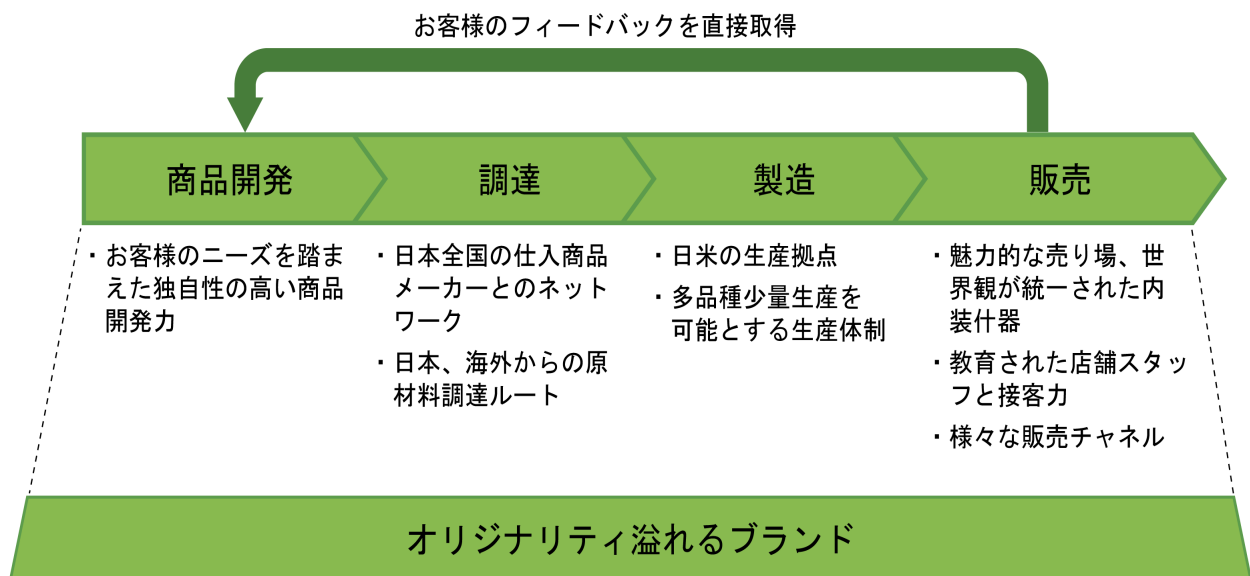 お客様のフィードバックを直接取得
商品開発
調達
製造
販売
・お客様のニーズを踏ま
えた独自性の高い商品
開発力
・日本全国の仕入商品
メーカーとのネット
ワーク
・日本、海外からの原
材料調達ルート
・日米の生産拠点
・多品種少量生産を
可能とする生産体制
・魅力的な売り場、世
界観が統一された内
装什器
・教育された店舗スタッ
フと接客力
・様々な販売チャネル
オリジナリティ溢れるブランド